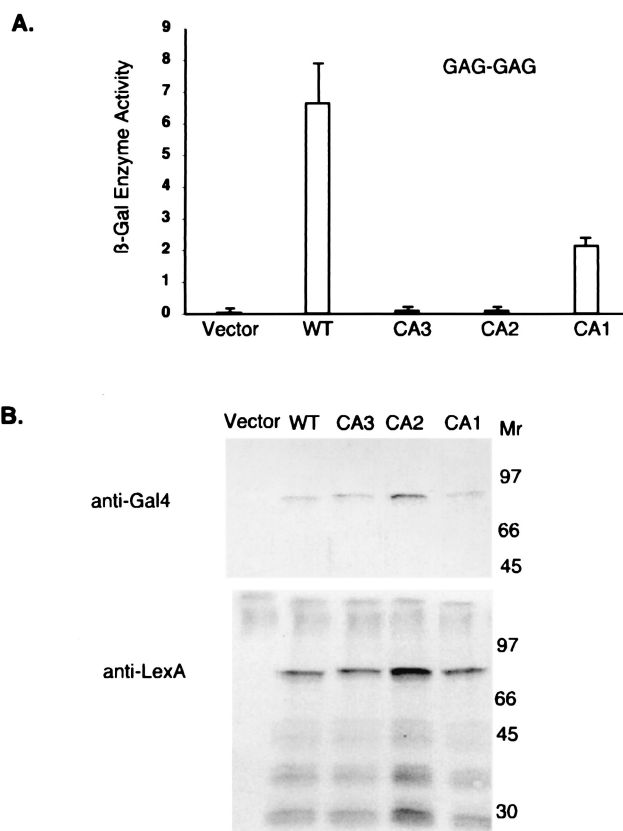 A.
GAG-GAG
ß-Gal Enzyme Activity
9
8
7
6
5
4
3
2
1
0
Vector WT CA3 CA2 CA1
B.
Vector WT CA3 CA2 CA1 Mr
anti-Gal4
97
66
45
anti-LexA
97
66
45
30